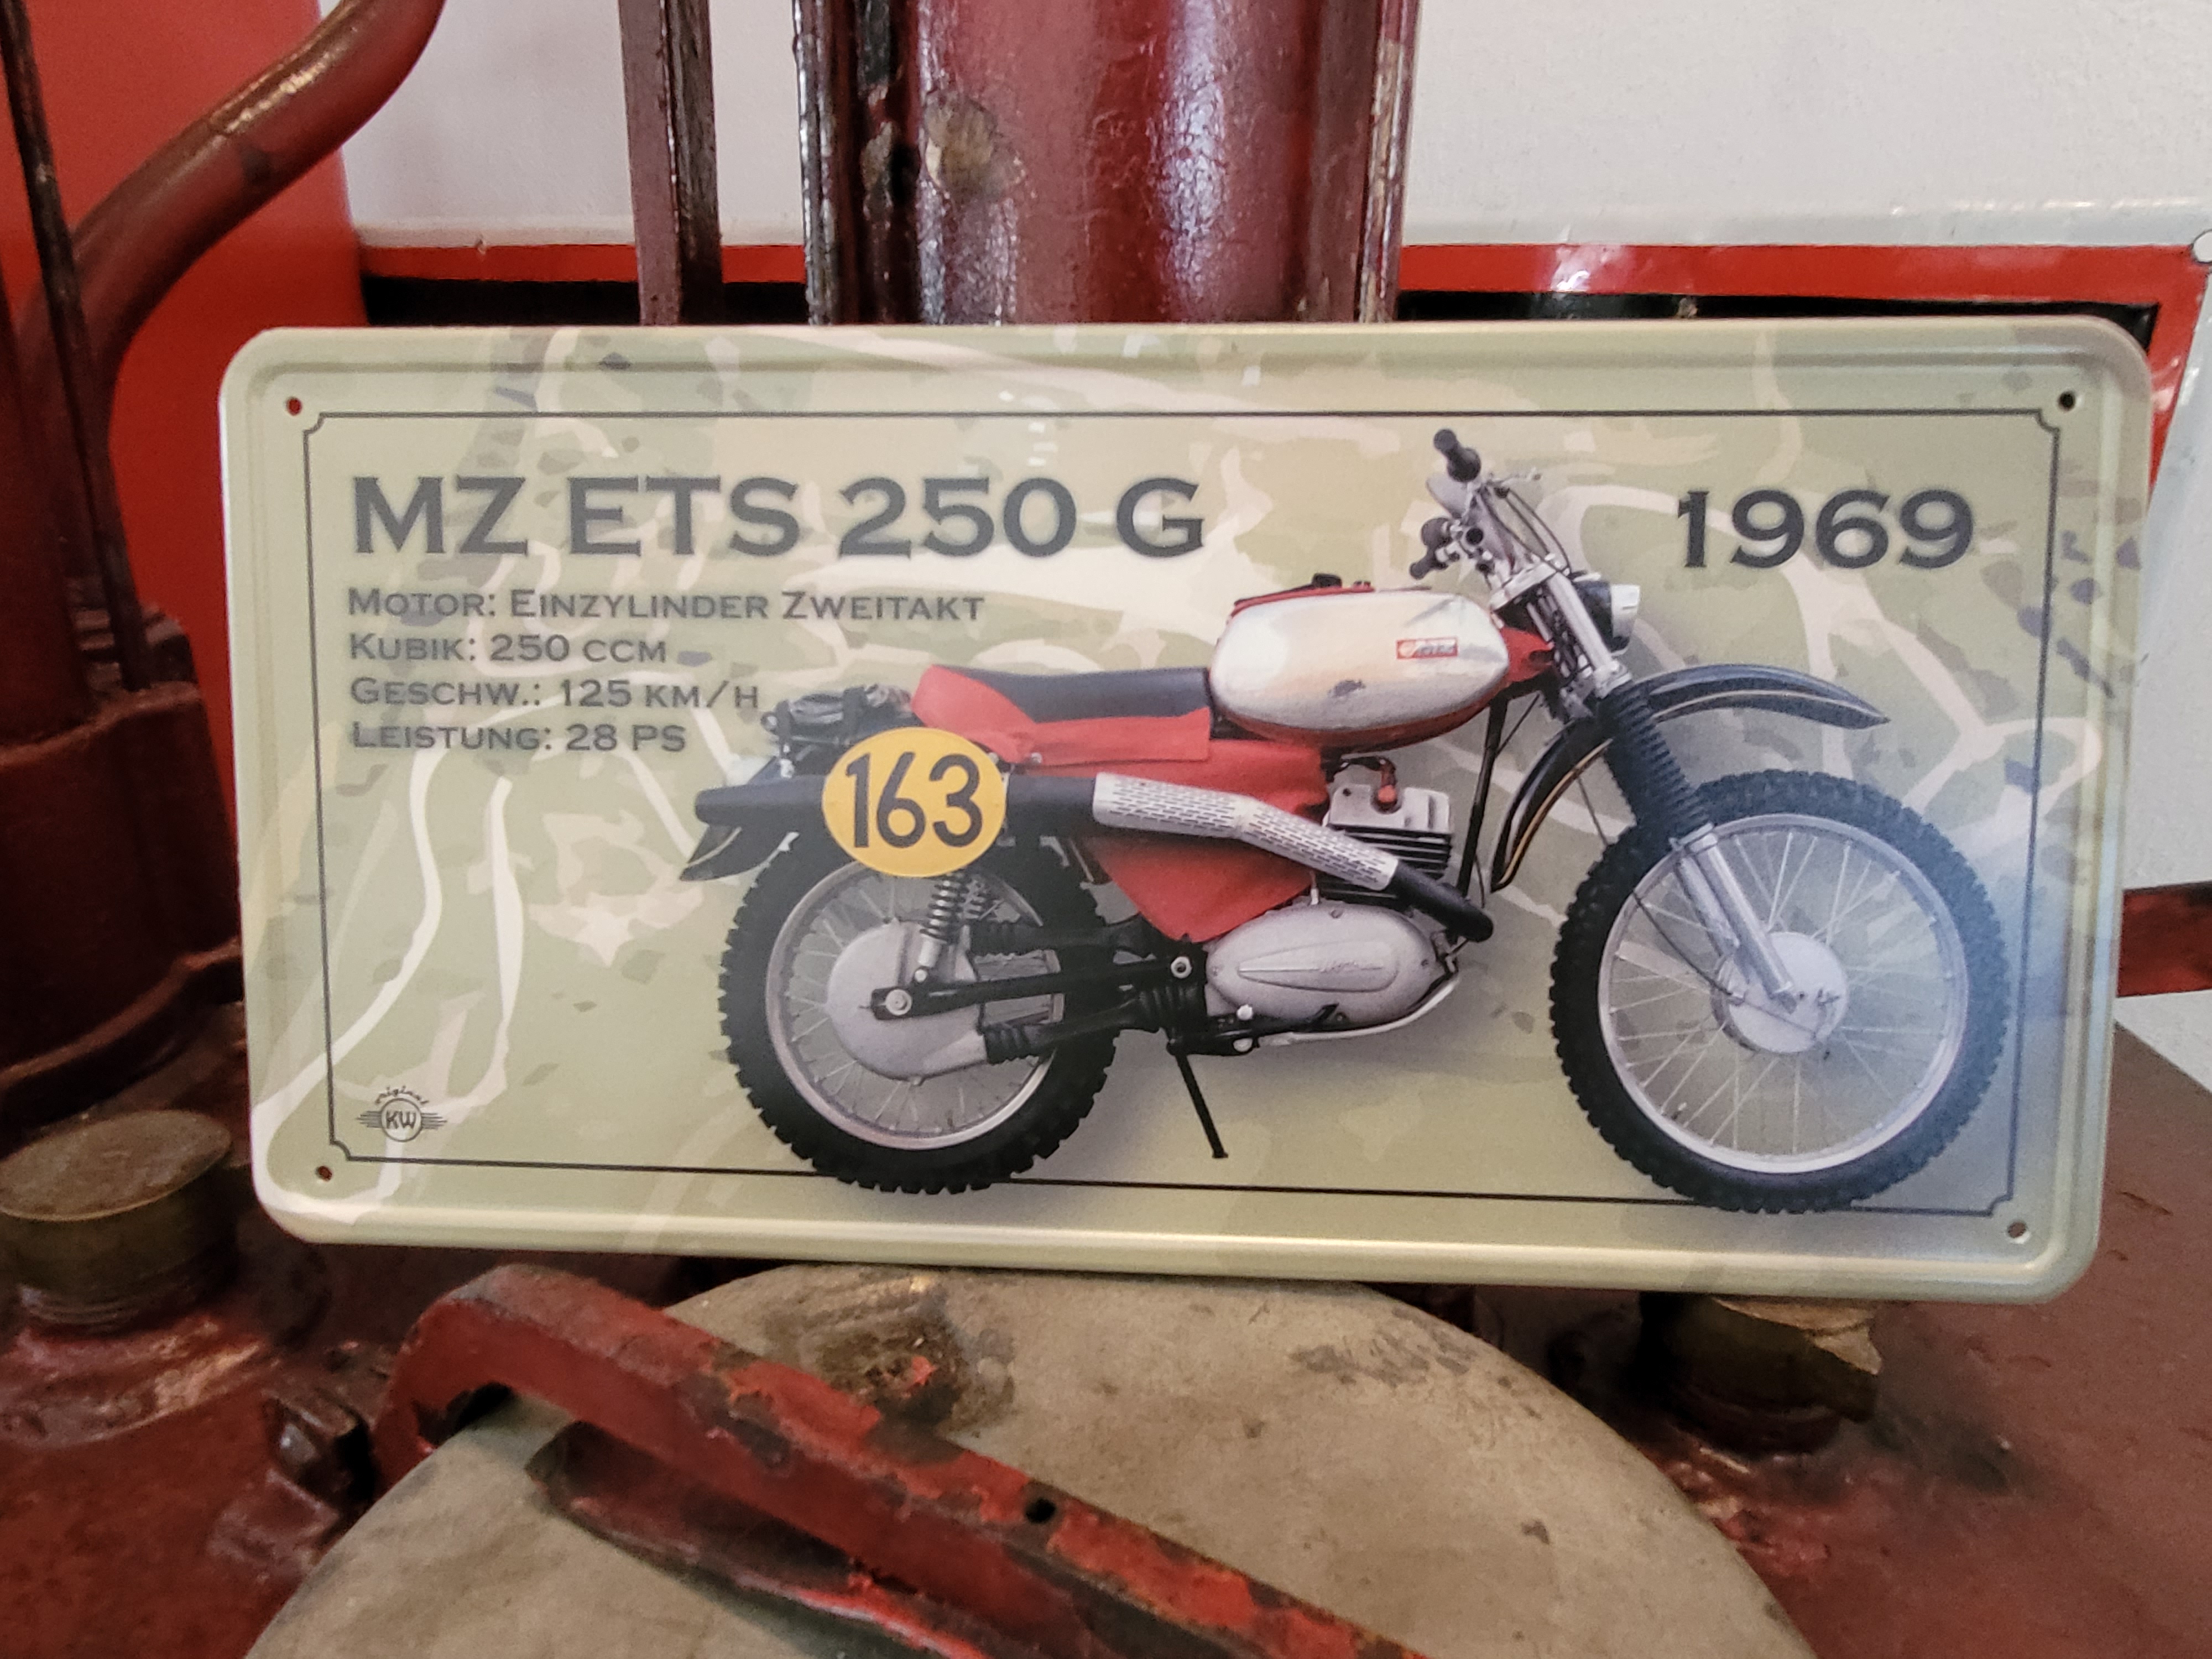 MZ ETS 250 G
1969
MOTOR: EINZYLINDER ZWEITAKT
KUBIK: 250 CCM
GESCHW.: 125 KM/H
LEISTUNG: 28 PS
163
original
KW